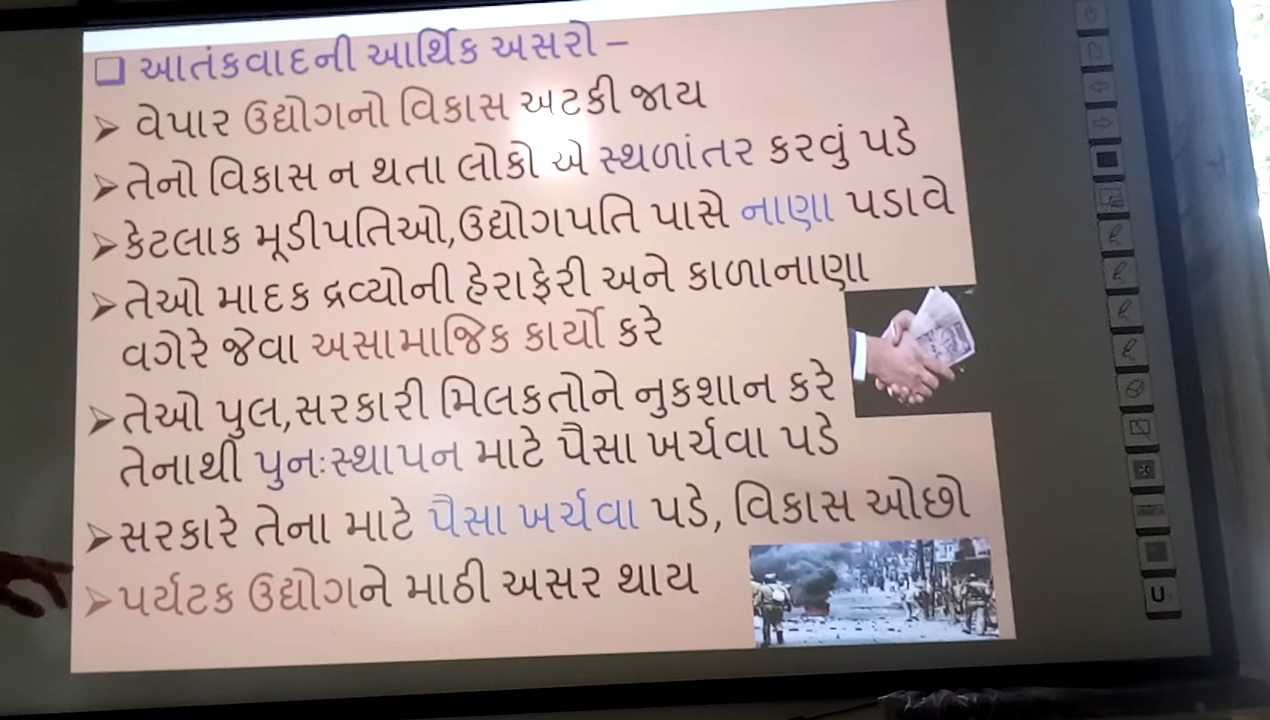 ❑ આતંકવાદની આર્થિક અસરો –
➢ વેપાર ઉદ્યોગનો વિકાસ અટકી જાય
➢ તેનો વિકાસ ન થતા લોકો એ સ્થળાંતર કરવું પડે
➢ કેટલાક મૂડીપતિઓ,ઉદ્યોગપતિ પાસે નાણા પડાવે
➢ તેઓ માદક દ્રવ્યોની હેરાફેરી અને કાળાનાણા
વગેરે જેવા અસામાજિક કાર્યો કરે
➢ તેઓ પુલ,સરકારી મિલકતોને નુકશાન કરે
તેનાથી પુનઃસ્થાપન માટે પૈસા ખર્ચવા પડે
➢ સરકારે તેના માટે પૈસા ખર્ચવા પડે, વિકાસ ઓછો
➢ પર્યટક ઉદ્યોગને માઠી અસર થાય
U